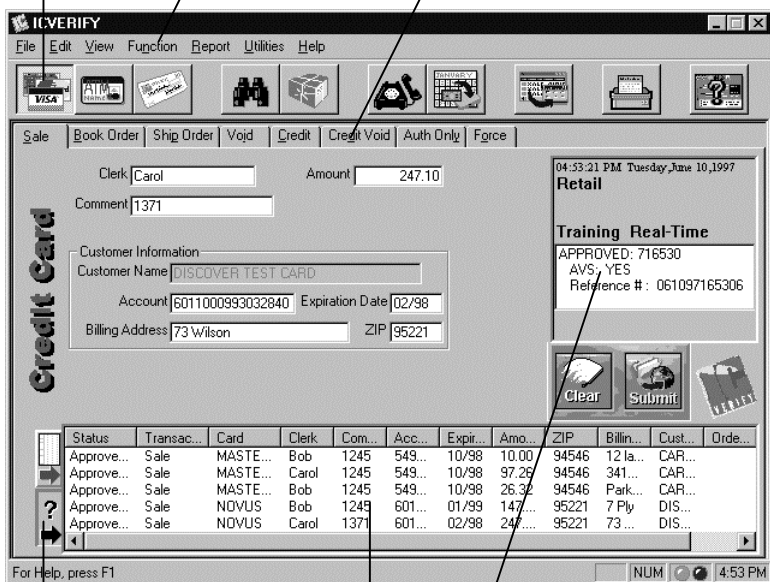 ICVERIFY
File Edit View Function Report Utilities Help
VISA ATM NAME JANUARY
Sale Book Order Ship Order Void Credit Credit Void Auth Only Force
Clerk Carol Amount 247.10
Comment 1371
Customer Information
Customer Name DISCOVER TEST CARD
Account 6011000993032840 Expiration Date 02/98
Billing Address 73 Wilson ZIP 95221
Credit Card
04:53:21 PM Tuesday, June 10, 1997
Retail
Training Real-Time
APPROVED: 716530
AVS: YES
Reference #: 061097165306
Clear Submit
VERIFY
Status Transac... Card Clerk Com... Acc... Expir... Amo... ZIP Billin... Cust... Orde...
Approve... Sale MASTE... Bob 1245 549... 10/98 10.00 94546 12 la... CAR...
Approve... Sale MASTE... Carol 1245 549... 10/98 97.26 94546 341... CAR...
Approve... Sale MASTE... Bob 1245 549... 10/98 26.32 94546 Park... CAR...
Approve... Sale NOVUS Bob 1245 601... 01/99 147.... 95221 7 Ply DIS...
Approve... Sale NOVUS Carol 1371 601... 02/98 247.... 95221 73 ... DIS...
?
For Help, press F1 NUM 4:53 PM